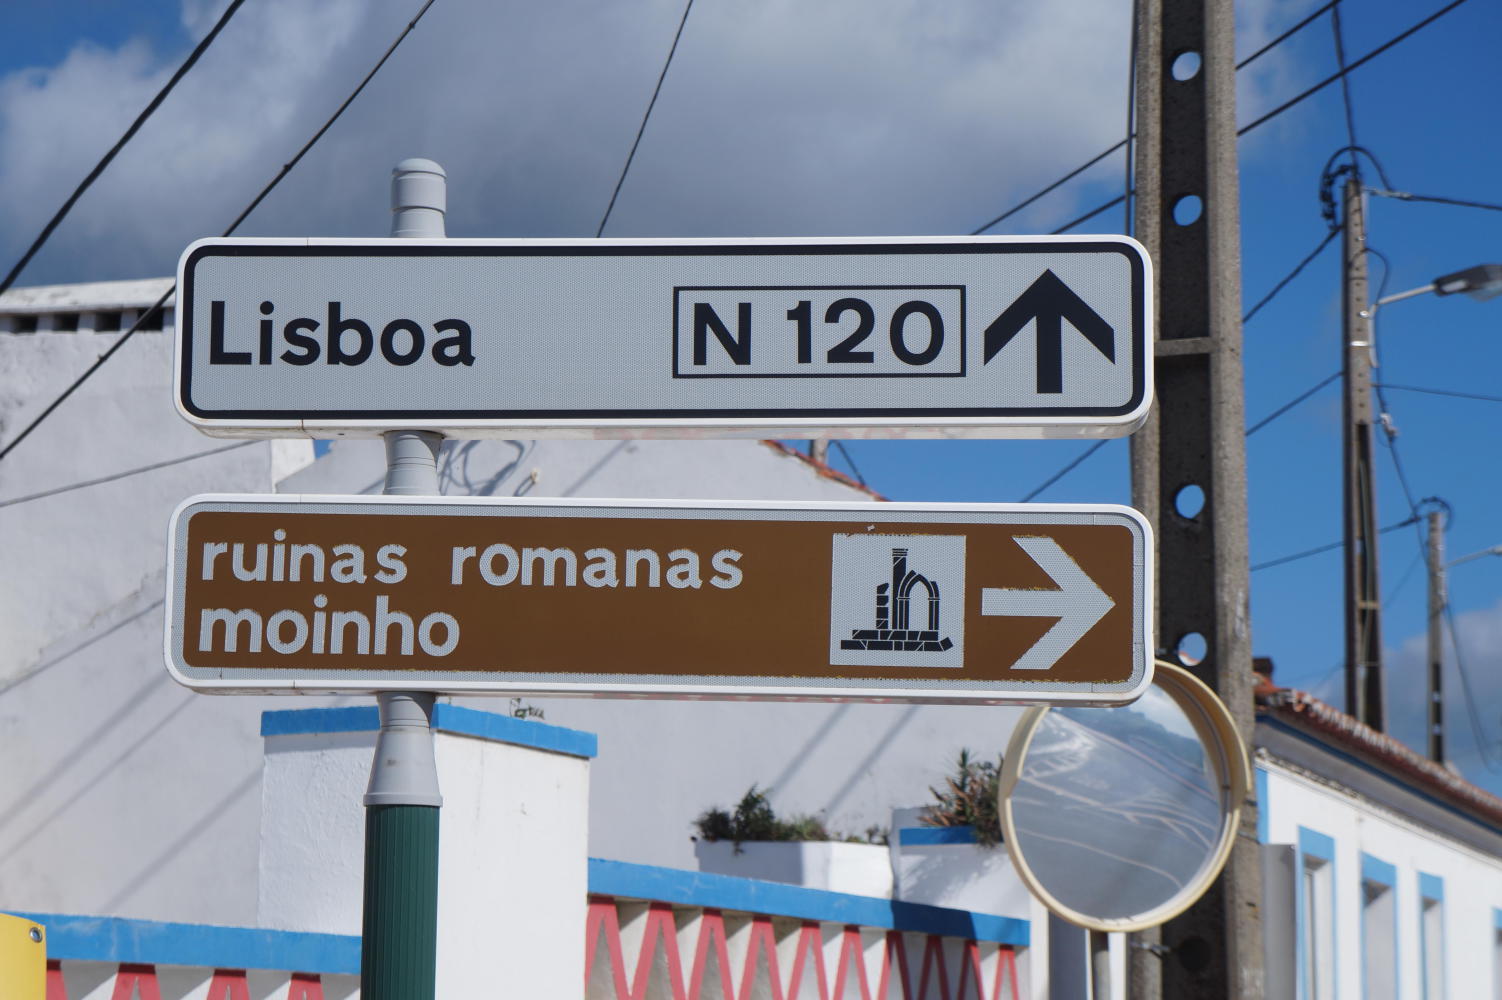 Lisboa N 120
ruinas romanas
moinho